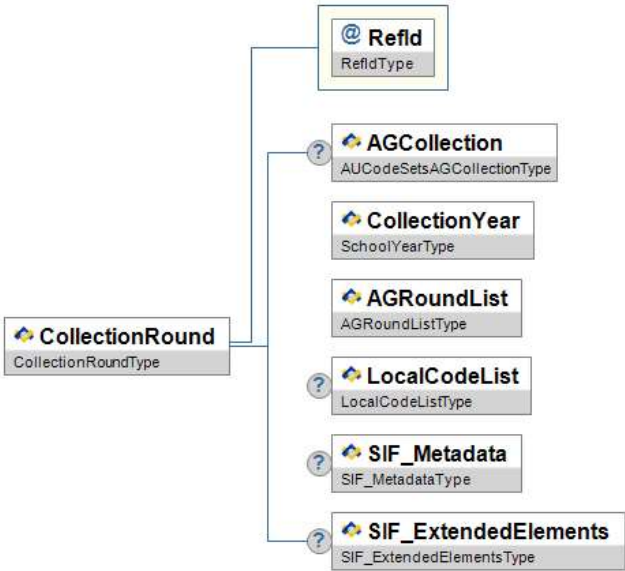 @ RefId
RefIdType
? AGCollection
AUCodeSetsAGCollectionType
CollectionYear
SchoolYearType
AGRoundList
AGRoundListType
CollectionRound
CollectionRoundType
? LocalCodeList
LocalCodeListType
? SIF_Metadata
SIF_MetadataType
? SIF_ExtendedElements
SIF_ExtendedElementsType